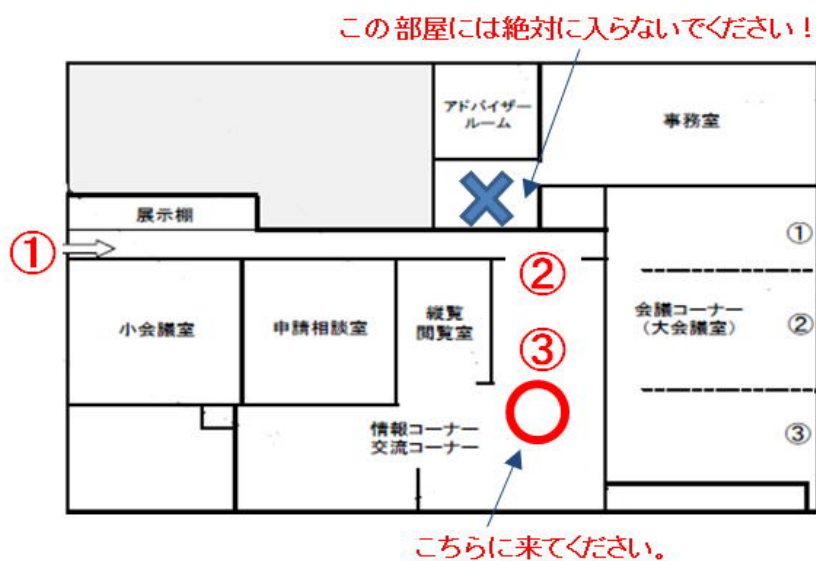 この部屋には絶対に入らないでください！
アドバイザー
ルーム
事務室
展示棚
①
①
②
小会議室
申請相談室
縦覧
閲覧室
③
会議コーナー
（大会議室）
②
③
情報コーナー
交流コーナー
こちらに来てください。